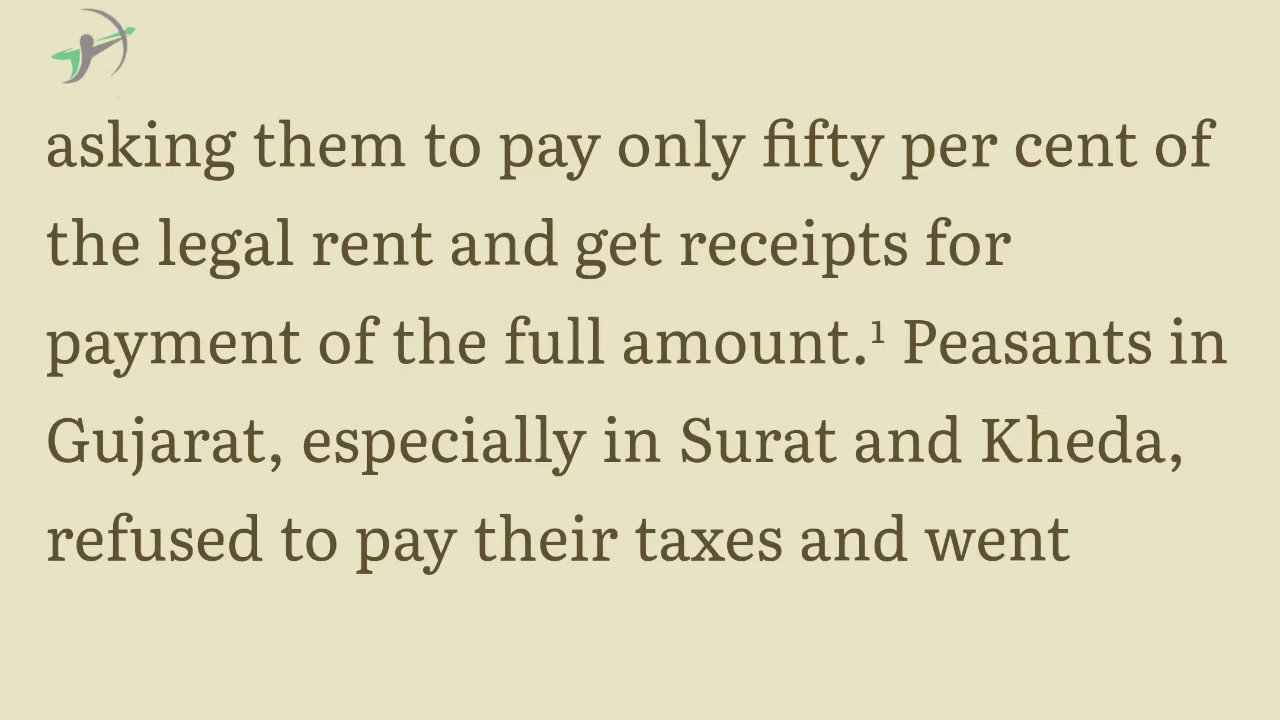 asking them to pay only fifty per cent of
the legal rent and get receipts for
payment of the full amount.¹ Peasants in
Gujarat, especially in Surat and Kheda,
refused to pay their taxes and went